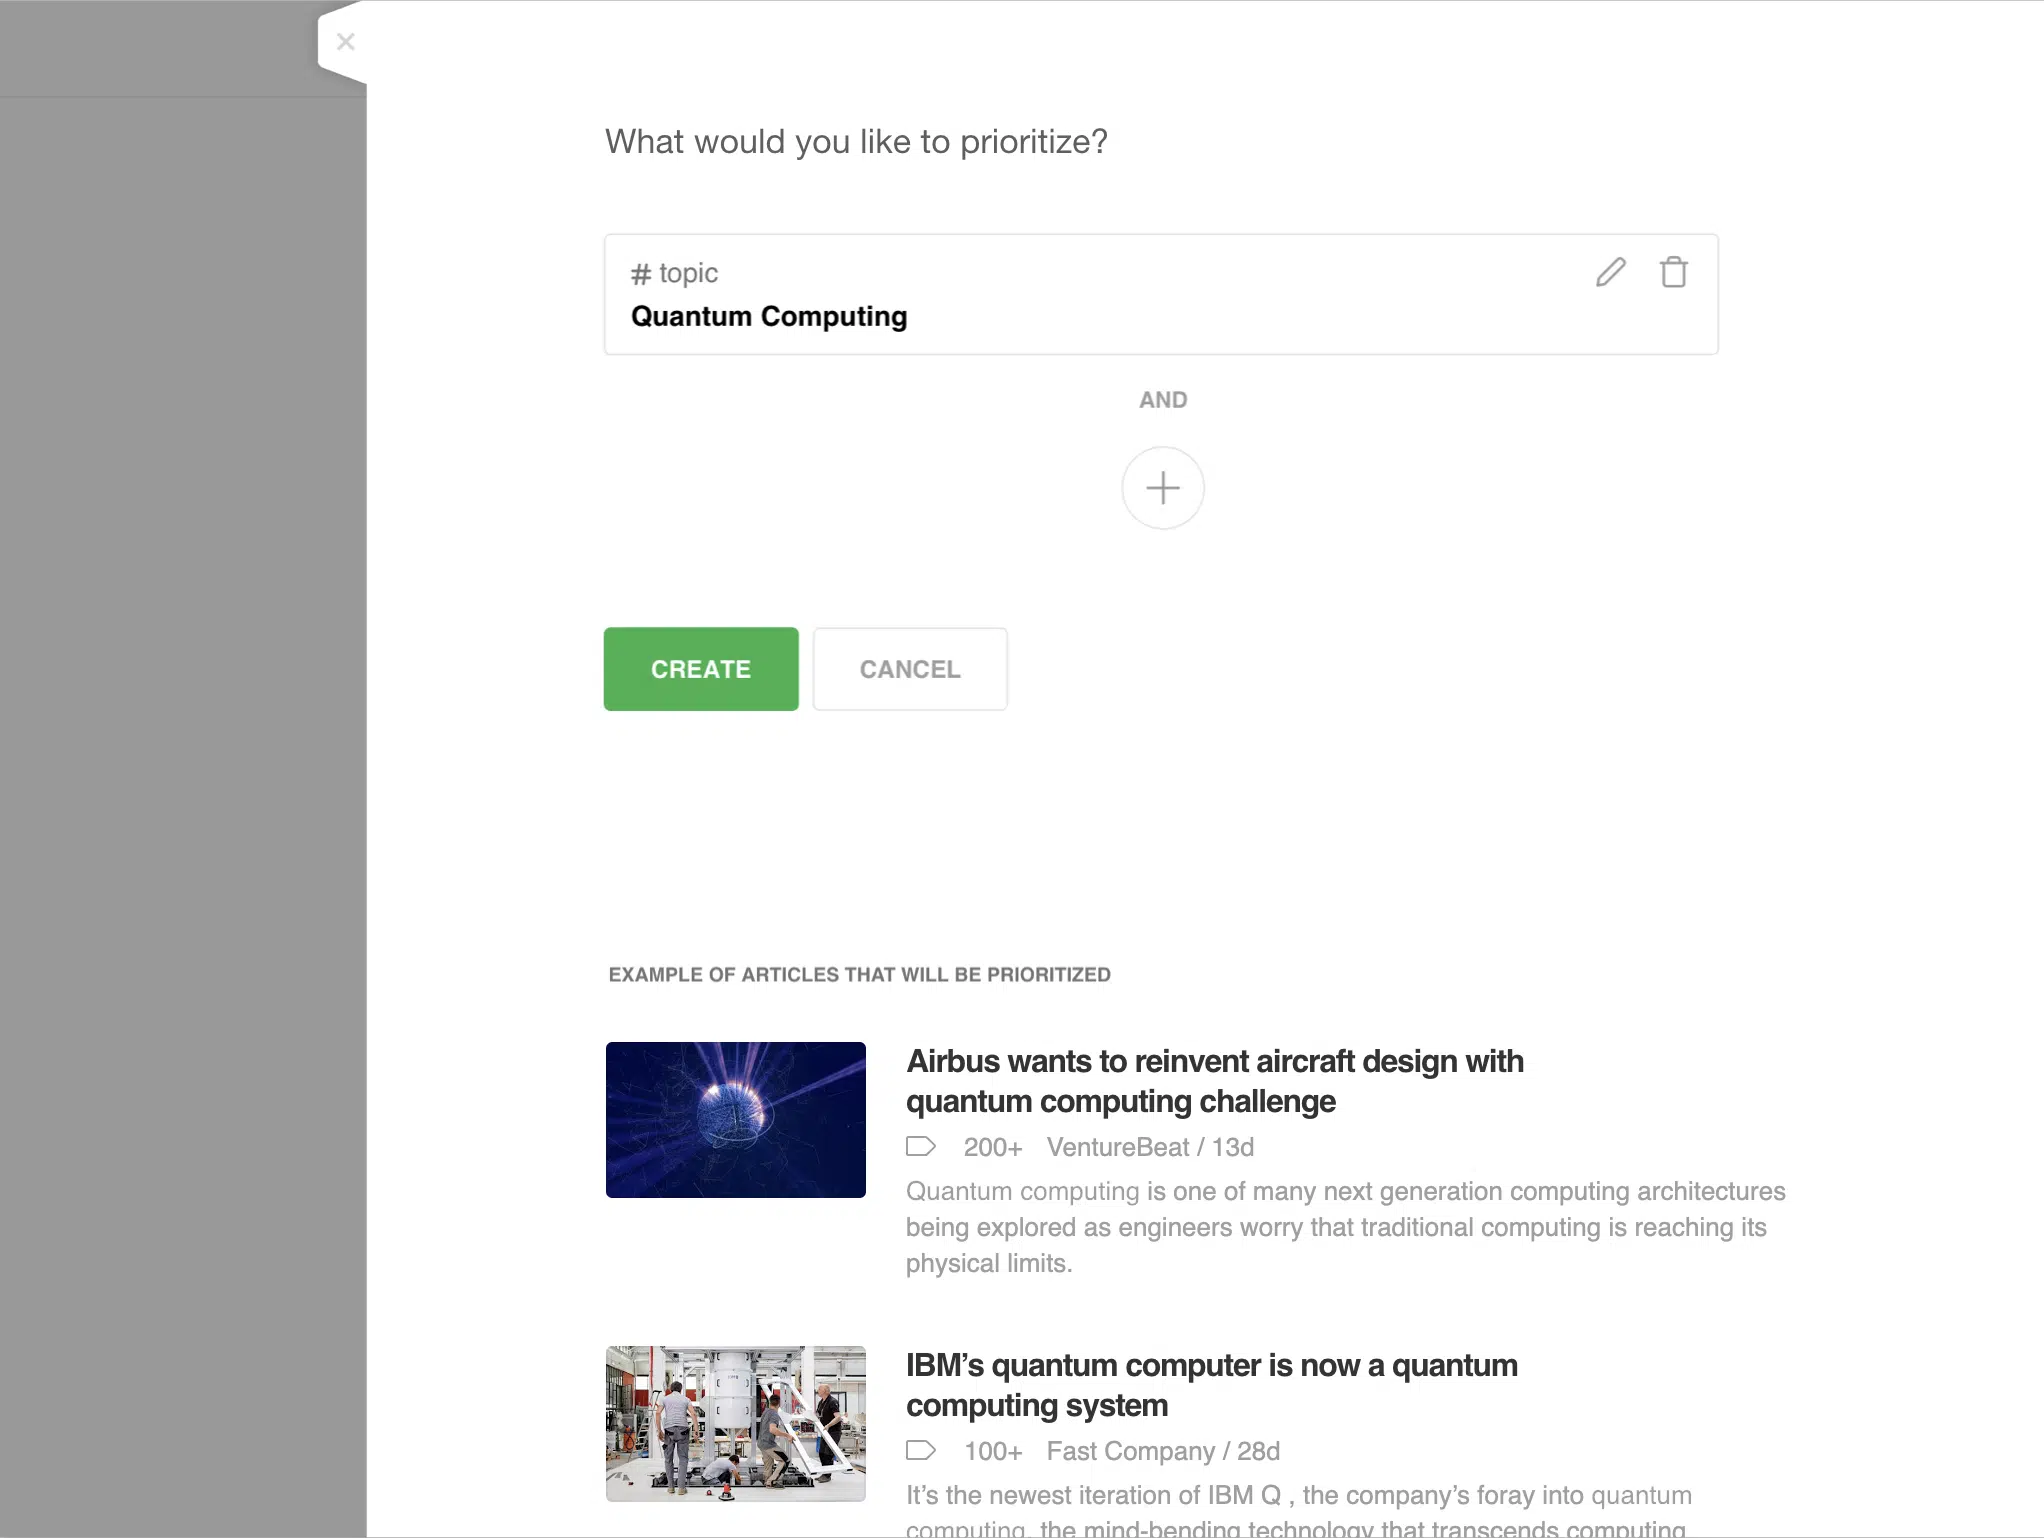 What would you like to prioritize?
# topic
Quantum Computing
AND
CREATE
CANCEL
EXAMPLE OF ARTICLES THAT WILL BE PRIORITIZED
Airbus wants to reinvent aircraft design with
quantum computing challenge
200+ VentureBeat / 13d
Quantum computing is one of many next generation computing architectures
being explored as engineers worry that traditional computing is reaching its
physical limits.
IBM’s quantum computer is now a quantum
computing system
100+ Fast Company / 28d
It’s the newest iteration of IBM Q , the company’s foray into quantum
computing, the mind-bending technology that transcends computing